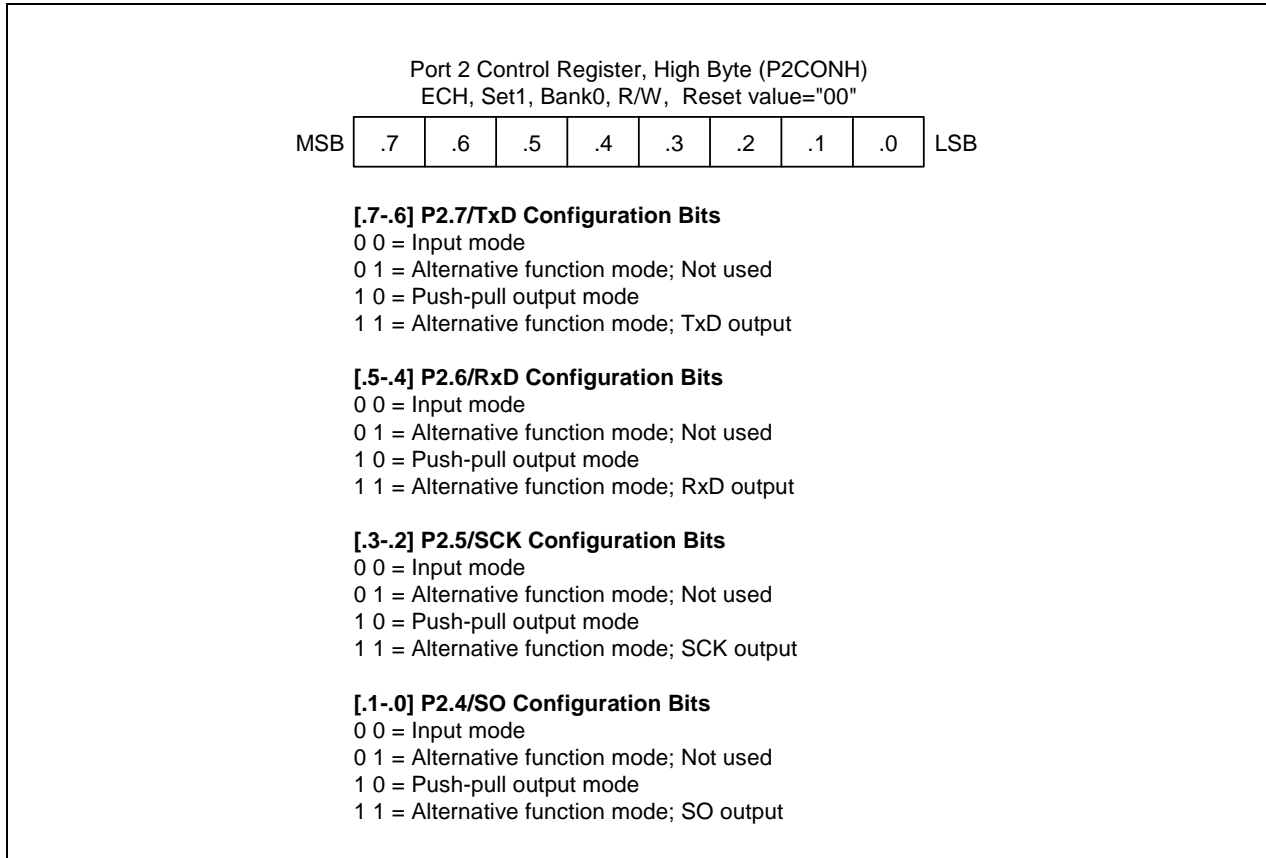 Port 2 Control Register, High Byte (P2CONH)
ECH, Set1, Bank0, R/W, Reset value="00"
MSB .7 .6 .5 .4 .3 .2 .1 .0 LSB
[.7-.6] P2.7/TxD Configuration Bits
0 0 = Input mode
0 1 = Alternative function mode; Not used
1 0 = Push-pull output mode
1 1 = Alternative function mode; TxD output
[.5-.4] P2.6/RxD Configuration Bits
0 0 = Input mode
0 1 = Alternative function mode; Not used
1 0 = Push-pull output mode
1 1 = Alternative function mode; RxD output
[.3-.2] P2.5/SCK Configuration Bits
0 0 = Input mode
0 1 = Alternative function mode; Not used
1 0 = Push-pull output mode
1 1 = Alternative function mode; SCK output
[.1-.0] P2.4/SO Configuration Bits
0 0 = Input mode
0 1 = Alternative function mode; Not used
1 0 = Push-pull output mode
1 1 = Alternative function mode; SO output